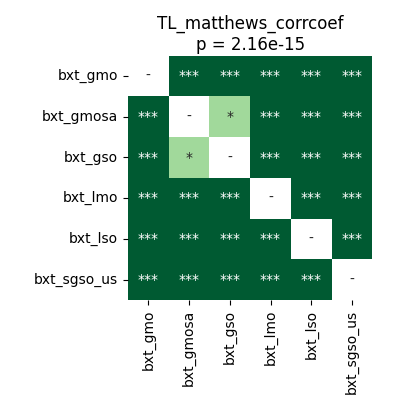 TL_matthews_corrcoef
p = 2.16e-15
bxt_gmo - *** *** *** *** ***
bxt_gmosa *** - * *** *** ***
bxt_gso *** * - *** *** ***
bxt_lmo *** *** *** - *** ***
bxt_lso *** *** *** *** - ***
bxt_sgso_us *** *** *** *** *** -
bxt_gmo
bxt_gmosa
bxt_gso
bxt_lmo
bxt_lso
bxt_sgso_us